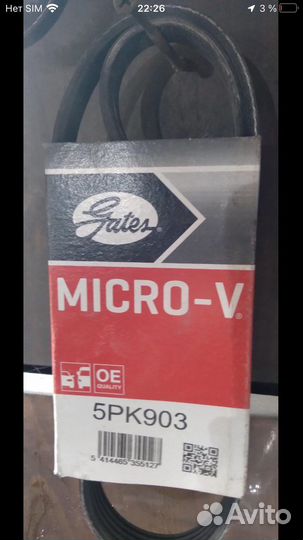 Нет SIM 22:26 3 %
Gates
MICRO-V®
OE
QUALITY
5PK903
5 414465 355127
Avito